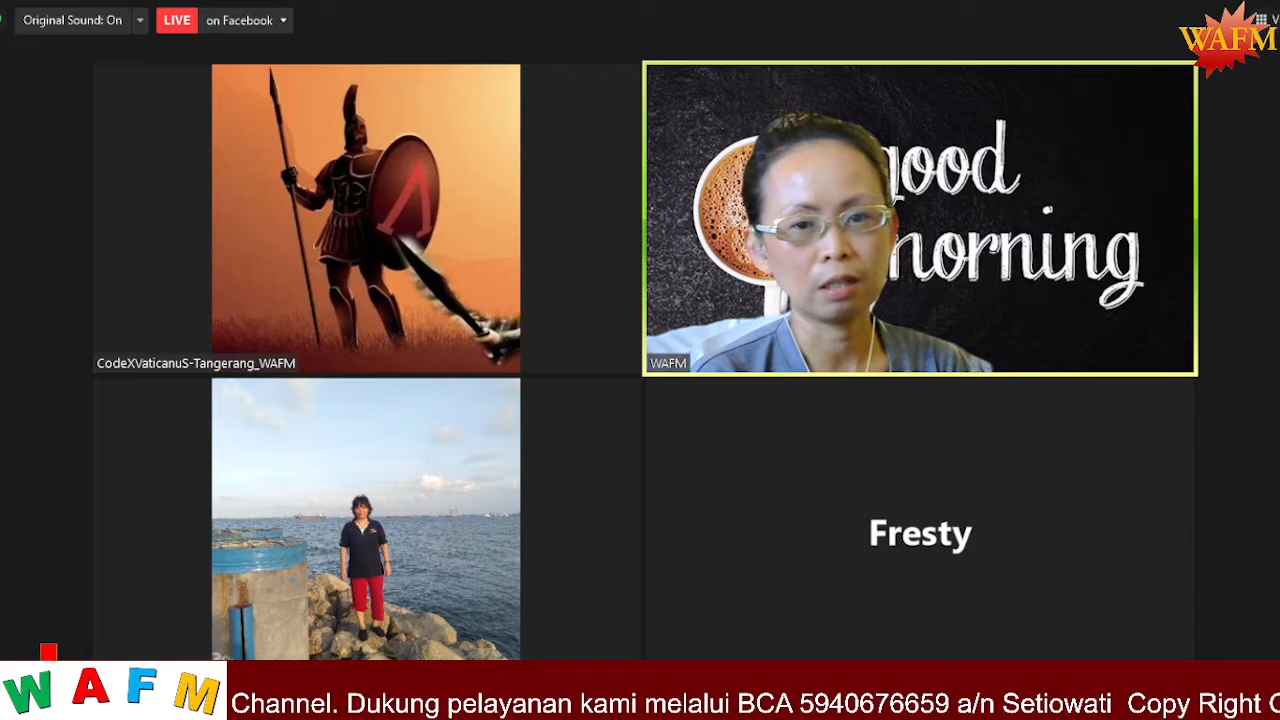 Original Sound: On
LIVE on Facebook
WAFM
good
morning
CodeXVaticanuS-Tangerang_WAFM
WAFM
Fresty
WAFM
Channel. Dukung pelayanan kami melalui BCA 5940676659 a/n Setiowati Copy Right